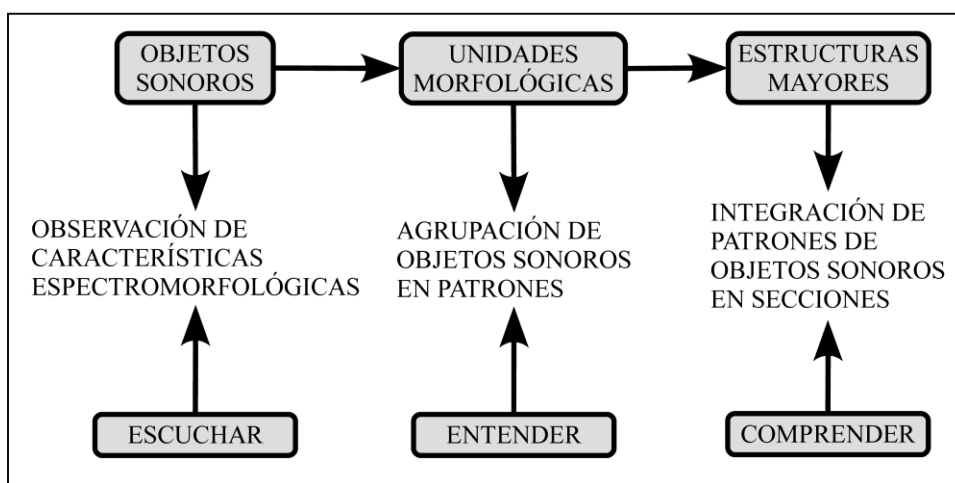 OBJETOS
SONOROS
UNIDADES
MORFOLÓGICAS
ESTRUCTURAS
MAYORES
OBSERVACIÓN DE
CARACTERÍSTICAS
ESPECTROMORFOLÓGICAS
AGRUPACIÓN DE
OBJETOS SONOROS
EN PATRONES
INTEGRACIÓN DE
PATRONES DE
OBJETOS SONOROS
EN SECCIONES
ESCUCHAR
ENTENDER
COMPRENDER